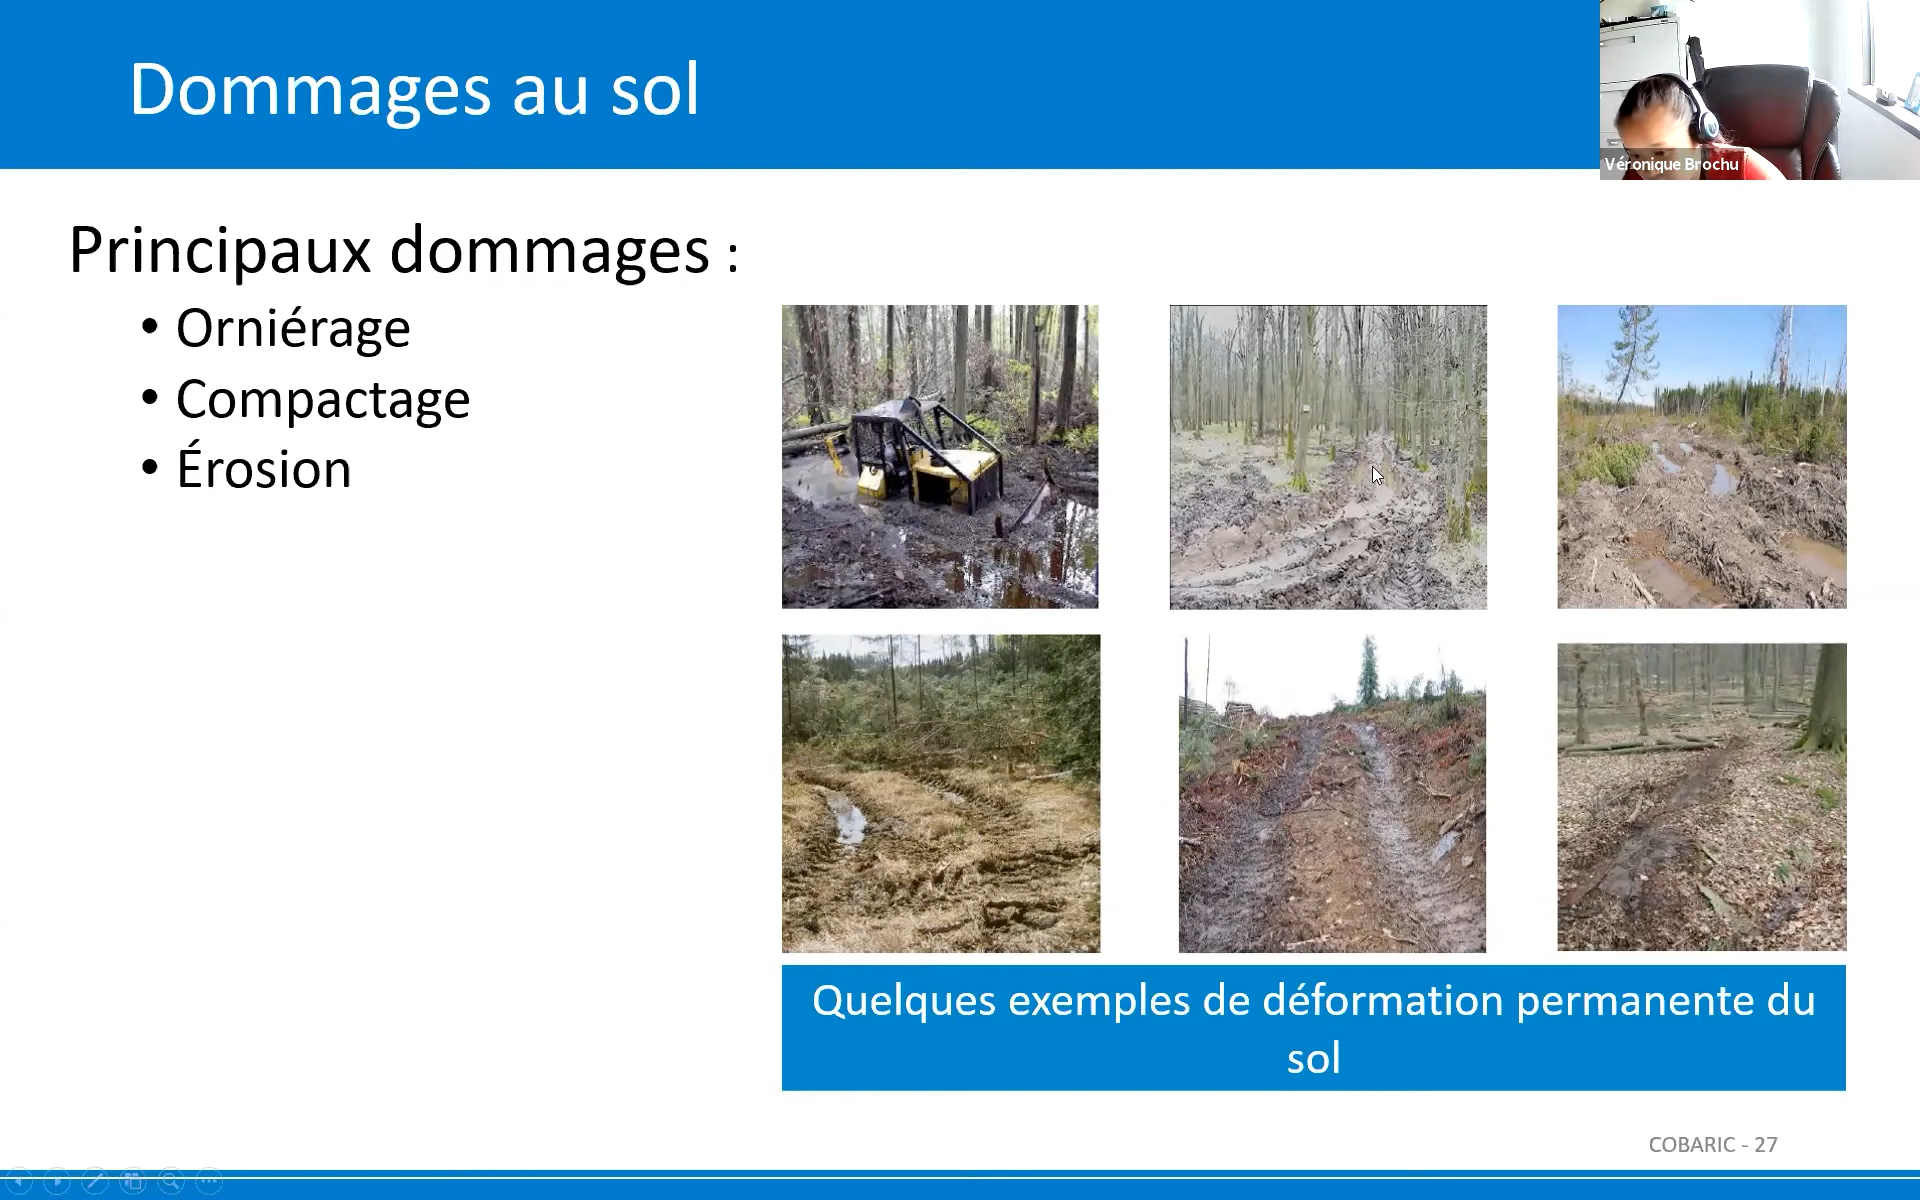 Dommages au sol
Véronique Brochu
Principaux dommages :
• Orniérage
• Compactage
• Érosion
Quelques exemples de déformation permanente du
sol
COBARIC - 27